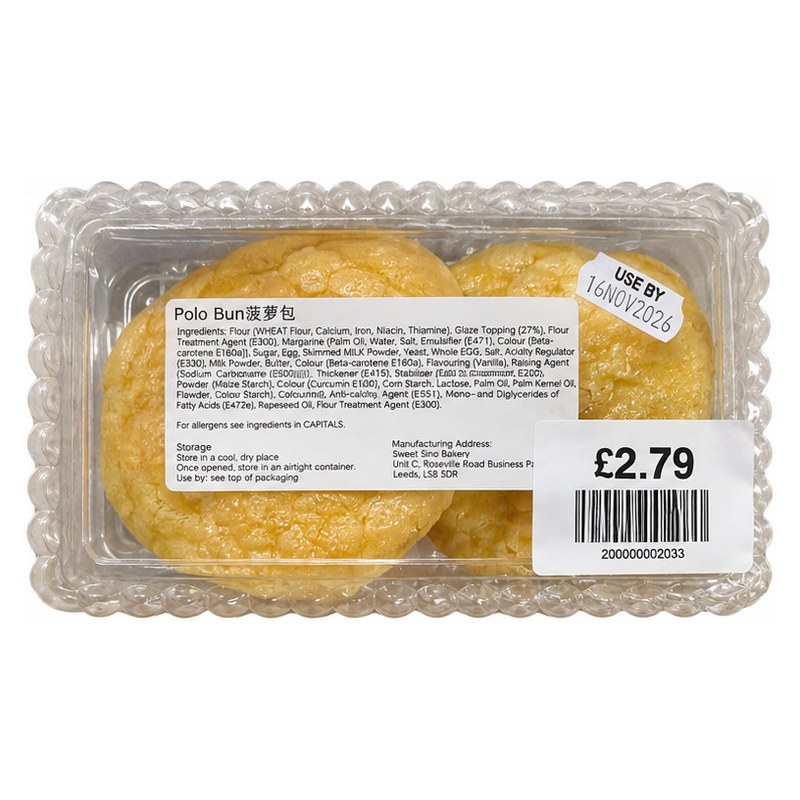 Polo Bun菠萝包
Ingredients: Flour (WHEAT Flour, Calcium, Iron, Niacin, Thiamine), Glaze Topping (27%), Flour
Treatment Agent (E300), Margarine (Palm Oil, Water, Salt, Emulsifier (E471), Colour (Beta-
carotene E160a)], Sugar, Egg, Skimmed MILK Powder, Yeast, Whole EGG, Salt, Acidity Regulator
(E330), Milk Powder, Butter, Colour (Beta-carotene E160a), Flavouring (Vanilla), Raising Agent
(Sodium Thickener (E415), Stabiliser E200),
Powder (Maize Starch), Colour (Curcumin Corn Starch, Lactose, Palm Oil, Palm Kernel Oil,
Starch), Agent (E551), Mono- and Diglycerides of
Fatty Acids (E472e), Rapeseed Oil, Flour Treatment Agent (E300).
For allergens see ingredients in CAPITALS.
Storage
Store in a cool, dry place
Once opened, store in an airtight container.
Use by: see top of packaging
Manufacturing Address:
Sweet Sino Bakery
Unit C, Roseville Road Business
Leeds, LS8 5DR
USE BY
16NOV2026
£2.79
200000002033